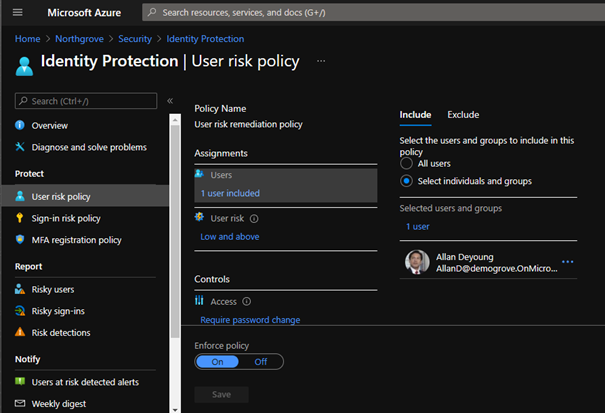 Microsoft Azure
Search resources, services, and docs (G+/)
Home > Northgrove > Security > Identity Protection
Identity Protection | User risk policy ...
Search (Ctrl+/)
«
Overview
Diagnose and solve problems
Protect
User risk policy
Sign-in risk policy
MFA registration policy
Report
Risky users
Risky sign-ins
Risk detections
Notify
Users at risk detected alerts
Weekly digest
Policy Name
User risk remediation policy
Assignments
Users
1 user included
User risk
Low and above
Controls
Access
Require password change
Enforce policy
On Off
Save
Include Exclude
Select the users and groups to include in this
policy
All users
Select individuals and groups
Selected users and groups
1 user
Allan Deyoung
AllanD@demogrove.OnMicro... ...